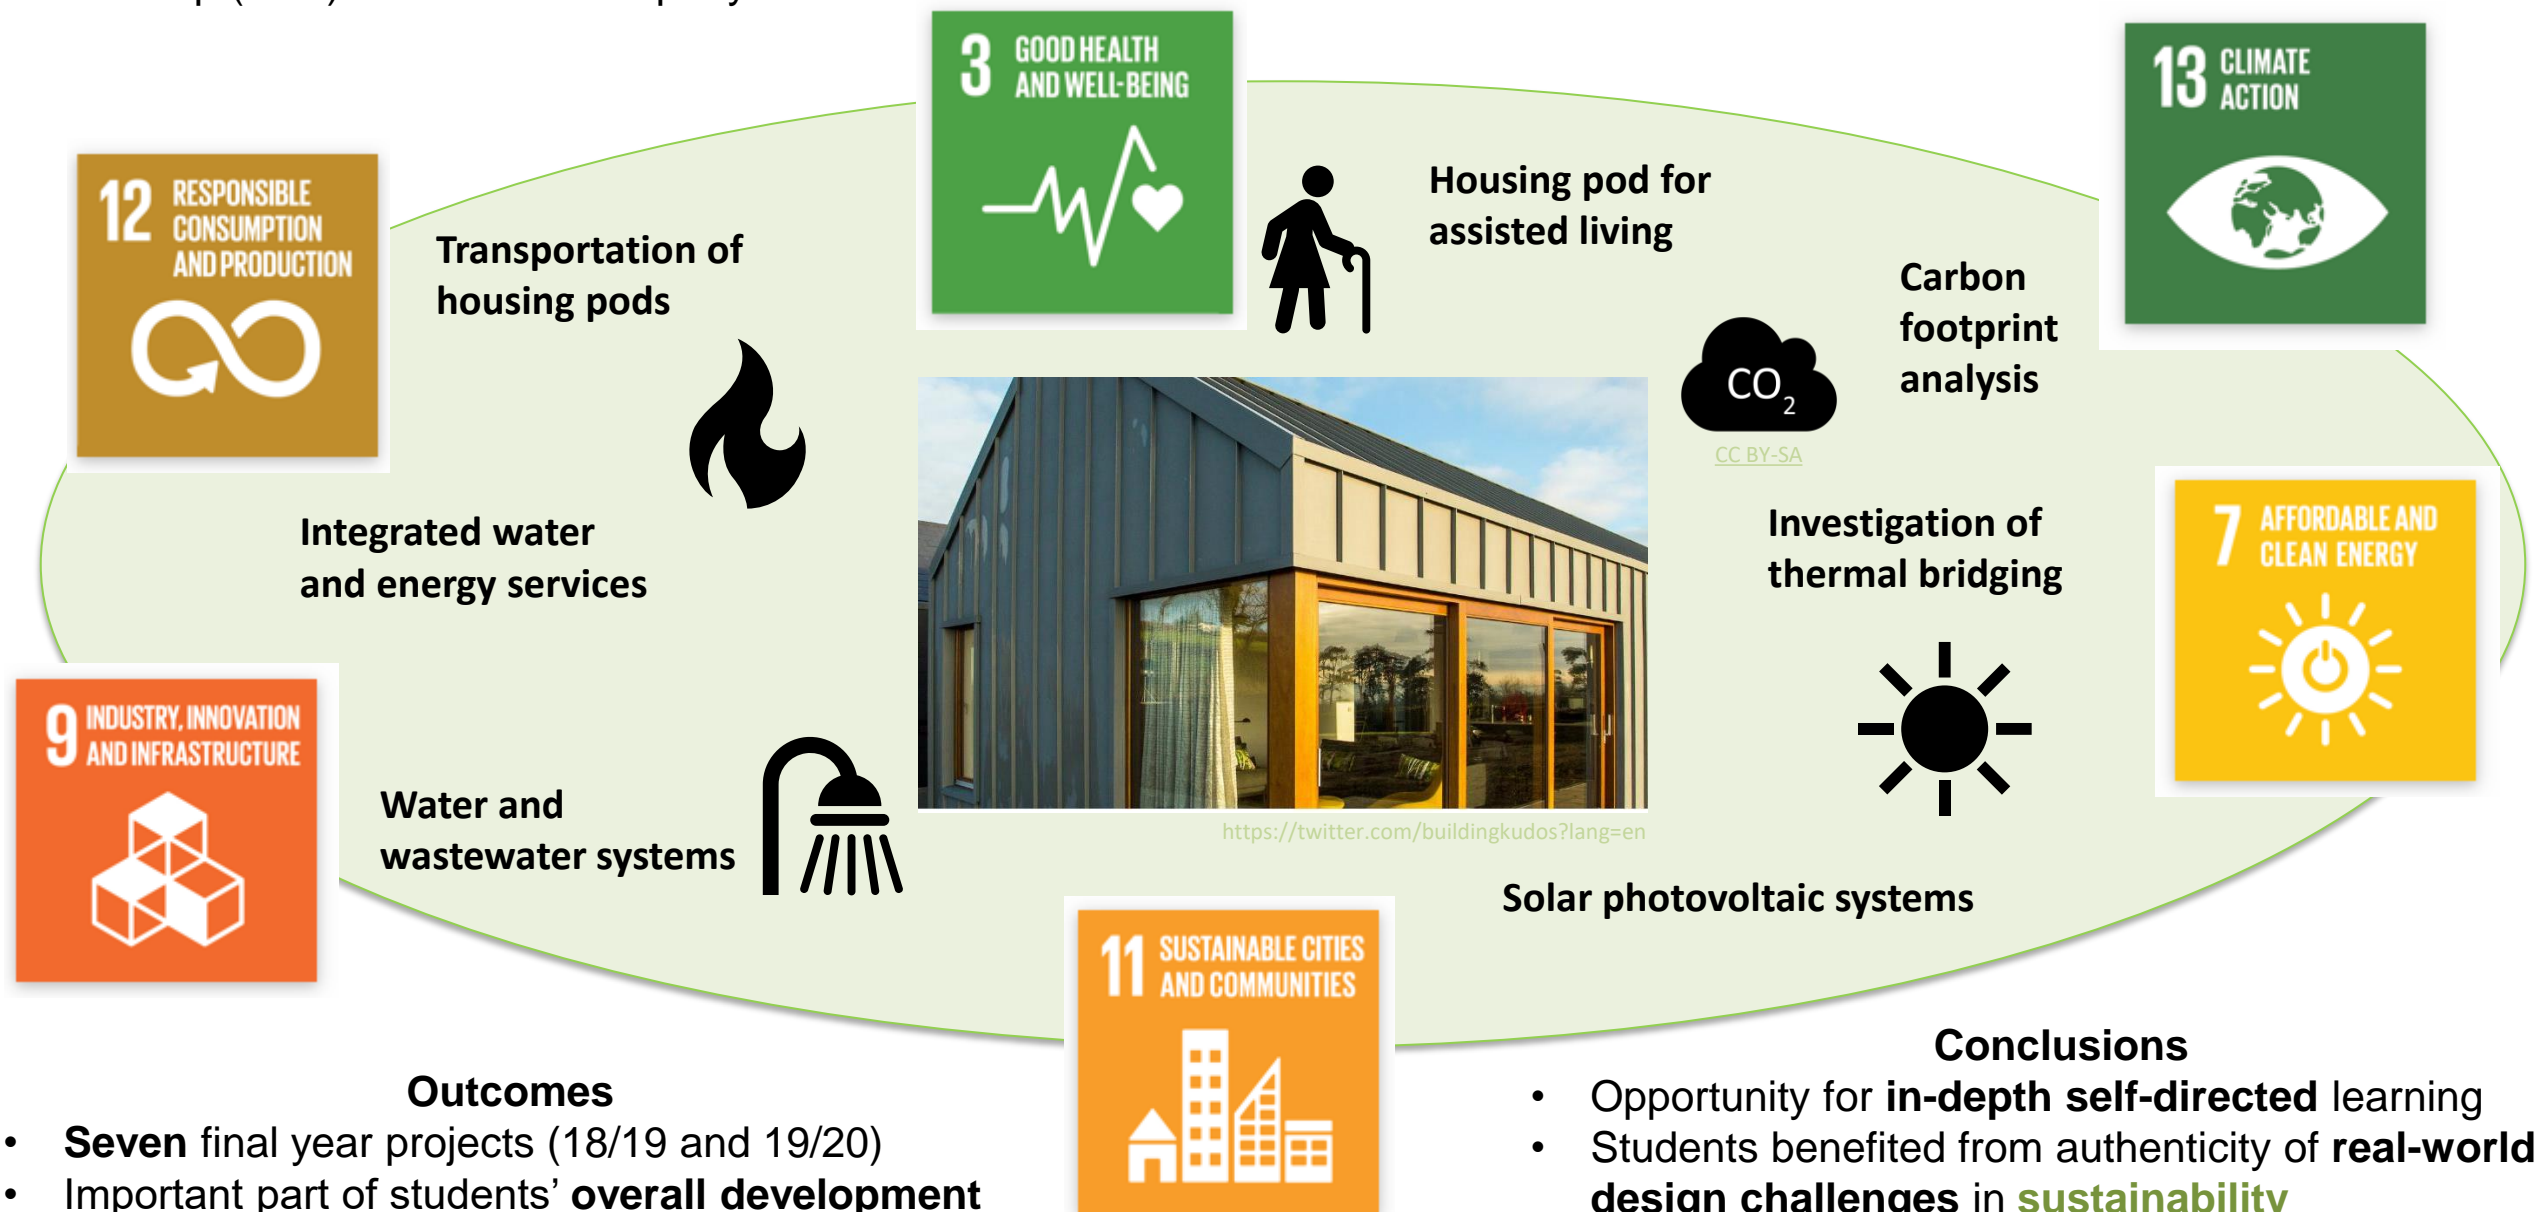 3 GOOD HEALTH
AND WELL-BEING
13 CLIMATE
ACTION
12 RESPONSIBLE
CONSUMPTION
AND PRODUCTION
Transportation of
housing pods
Housing pod for
assisted living
Carbon
footprint
analysis
CO2
CC BY-SA
Integrated water
and energy services
Investigation of
thermal bridging
7 AFFORDABLE AND
CLEAN ENERGY
9 INDUSTRY, INNOVATION
AND INFRASTRUCTURE
Water and
wastewater systems
https://twitter.com/buildingkudos?lang=en
Solar photovoltaic systems
11 SUSTAINABLE CITIES
AND COMMUNITIES
Outcomes
• Seven final year projects (18/19 and 19/20)
• Important part of students’ overall development
Conclusions
• Opportunity for in-depth self-directed learning
• Students benefited from authenticity of real-world
design challenges in sustainability